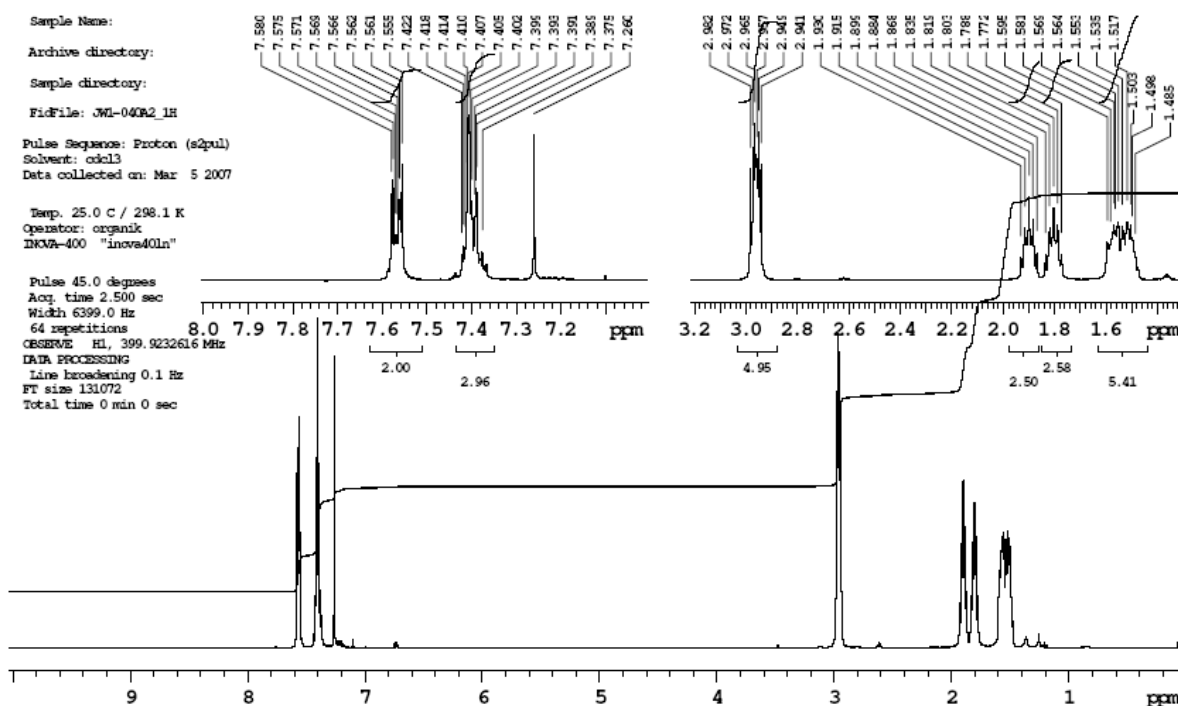 Sample Name:
Archive directory:
Sample directory:
FidFile: JW1-040A2_1H
Pulse Sequence: Proton (s2pul)
Solvent: cdcl3
Data collected on: Mar 5 2007
Temp. 25.0 C / 298.1 K
Operator: organik
INOVA-400 "inova40ln"
Pulse 45.0 degrees
Acq. time 2.500 sec
Width 6399.0 Hz
64 repetitions
OBSERVE H1, 399.9232616 MHz
DATA PROCESSING
Line broadening 0.1 Hz
FT size 131072
Total time 0 min 0 sec
7.580
7.575
7.571
7.569
7.566
7.562
7.561
7.555
7.422
7.418
7.414
7.410
7.407
7.405
7.402
7.399
7.393
7.391
7.389
7.375
7.260
2.982
2.972
2.965
2.957
2.949
2.941
1.930
1.915
1.899
1.884
1.868
1.835
1.819
1.803
1.788
1.772
1.595
1.581
1.569
1.564
1.553
1.535
1.517
1.503
1.498
1.485
8.0 7.9 7.8 7.7 7.6 7.5 7.4 7.3 7.2 ppm
2.00 2.96
3.2 3.0 2.8 2.6 2.4 2.2 2.0 1.8 1.6 ppm
4.95 2.50 2.58 5.41
9 8 7 6 5 4 3 2 1 ppm